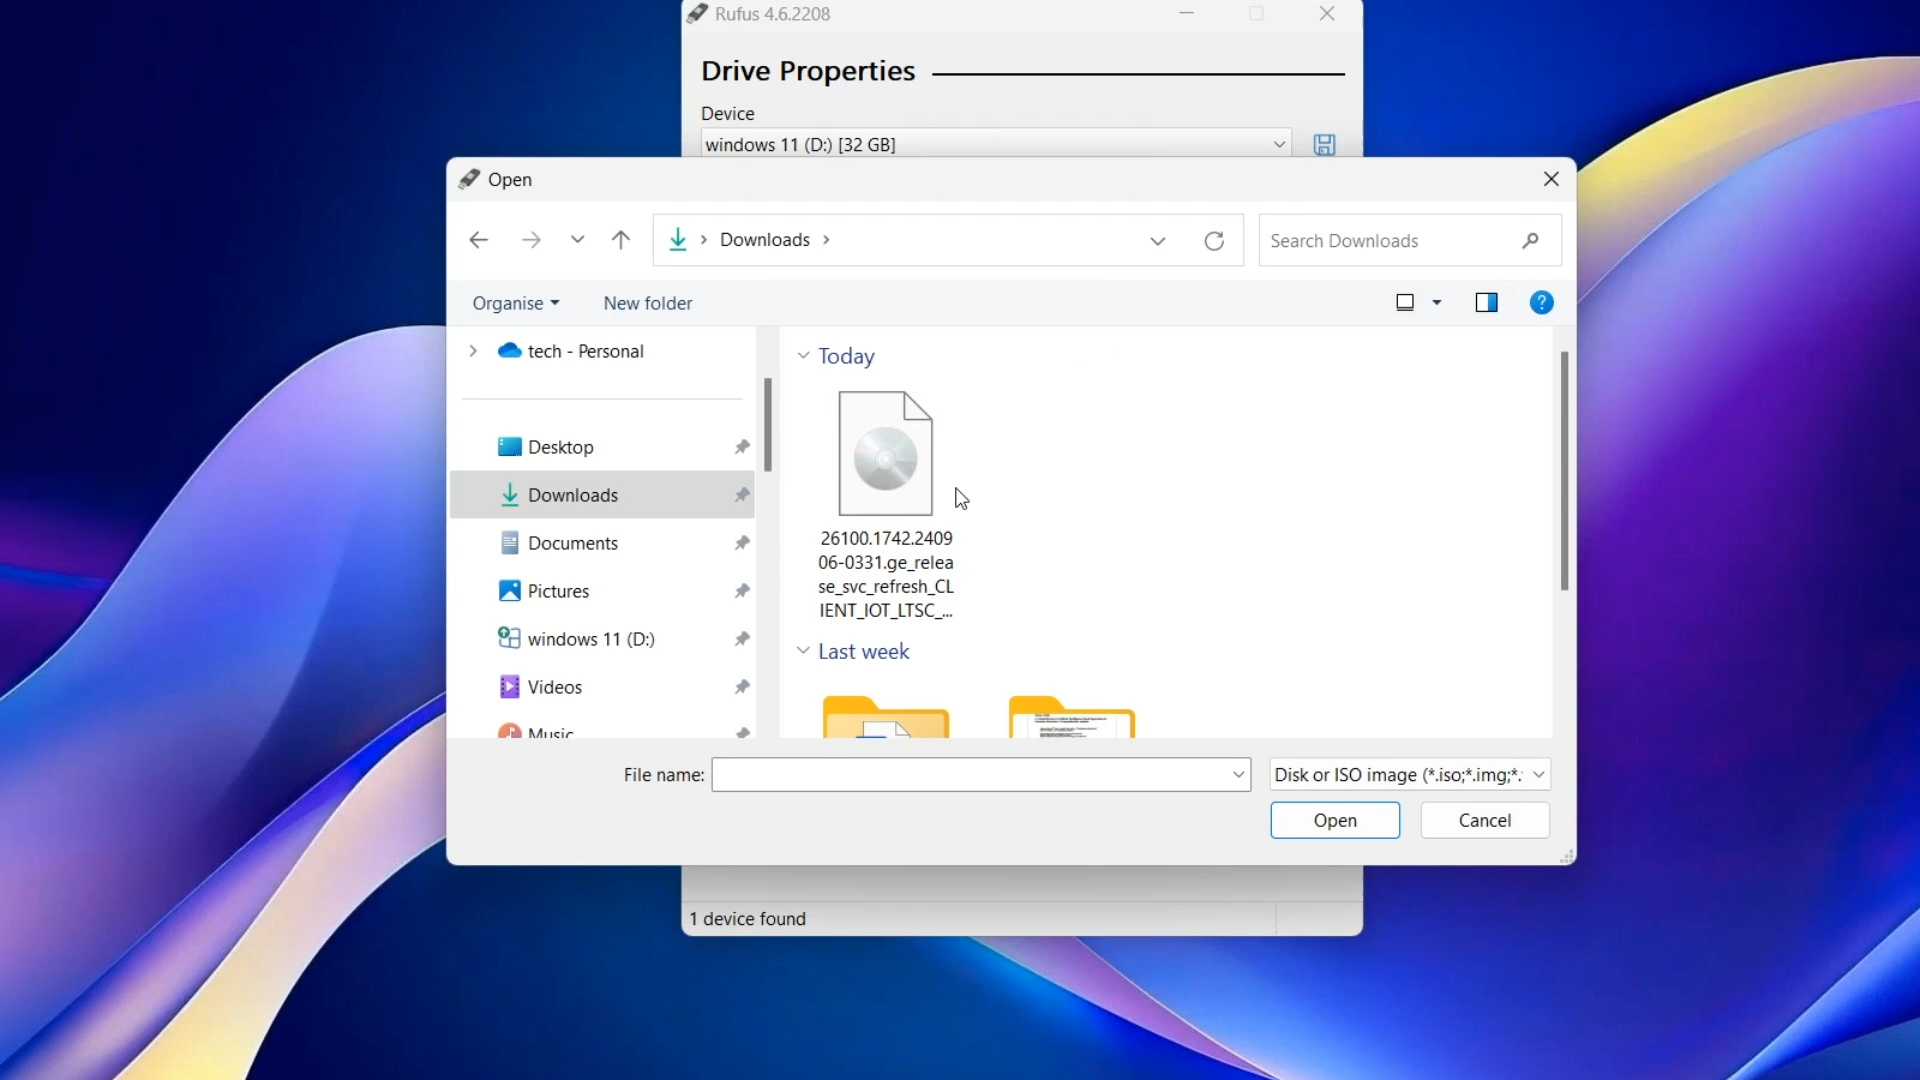 Rufus 4.6.2208
Drive Properties
Device
windows 11 (D:) [32 GB]
Open
Downloads
Search Downloads
Organise
New folder
tech - Personal
Desktop
Downloads
Documents
Pictures
windows 11 (D:)
Videos
Music
Today
26100.1742.2409
06-0331.ge_relea
se_svc_refresh_CL
IENT_IOT_LTSC_...
Last week
File name:
Disk or ISO image (*.iso;*.img;*.
Open
Cancel
1 device found